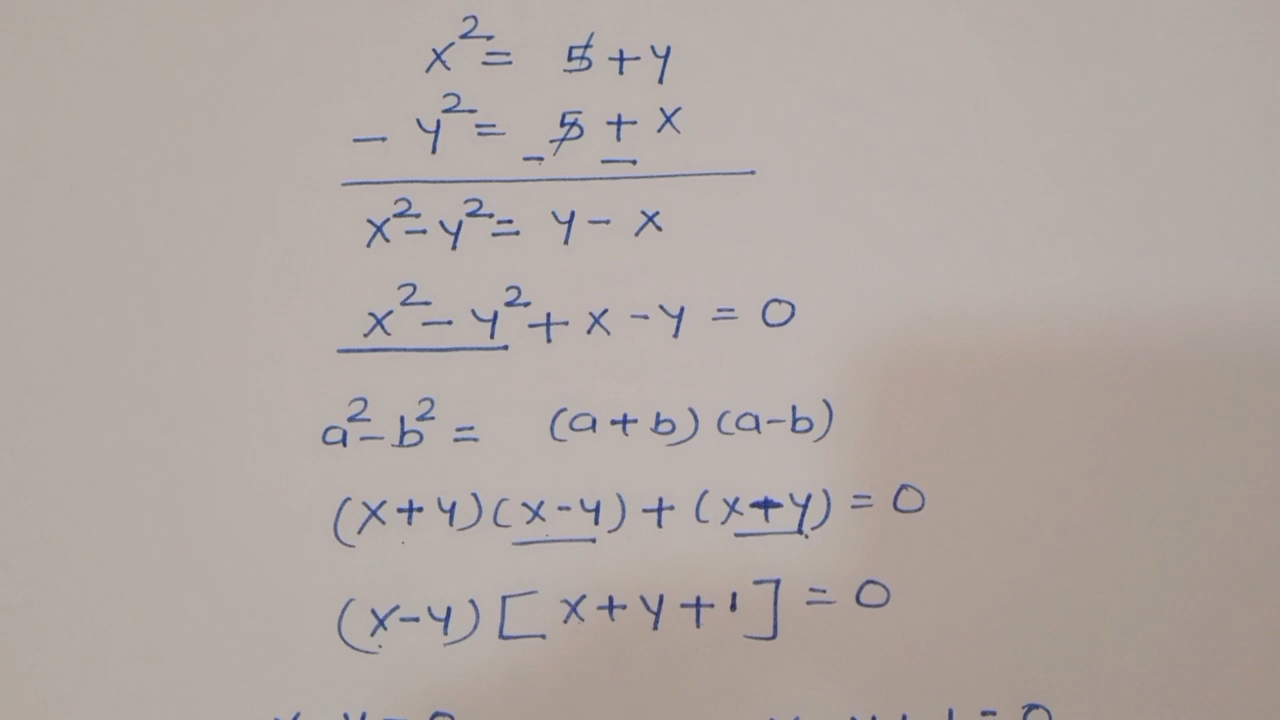 x² = 5 + y
- y² = 5 + x
- -
x² - y² = y - x
x² - y² + x - y = 0
a² - b² = (a + b) (a - b)
(x + y) (x - y) + (x + y) = 0
(x - y) [x + y + 1] = 0